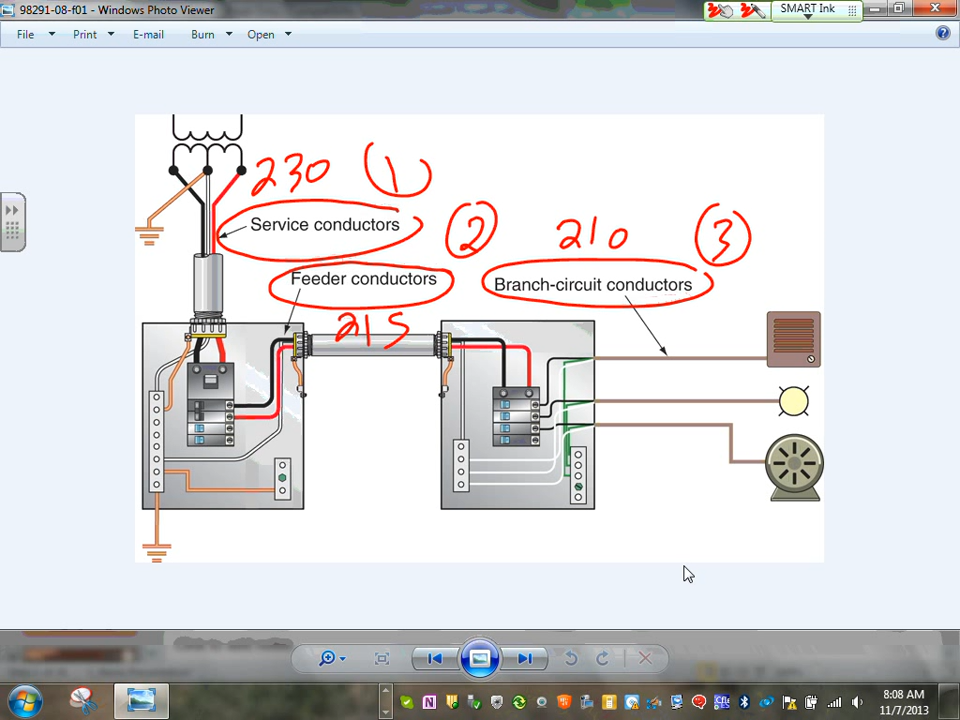 98291-08-f01 - Windows Photo Viewer
SMART Ink
File Print E-mail Burn Open
230 1
Service conductors
2 210 3
Feeder conductors
Branch-circuit conductors
215
8:08 AM
11/7/2013